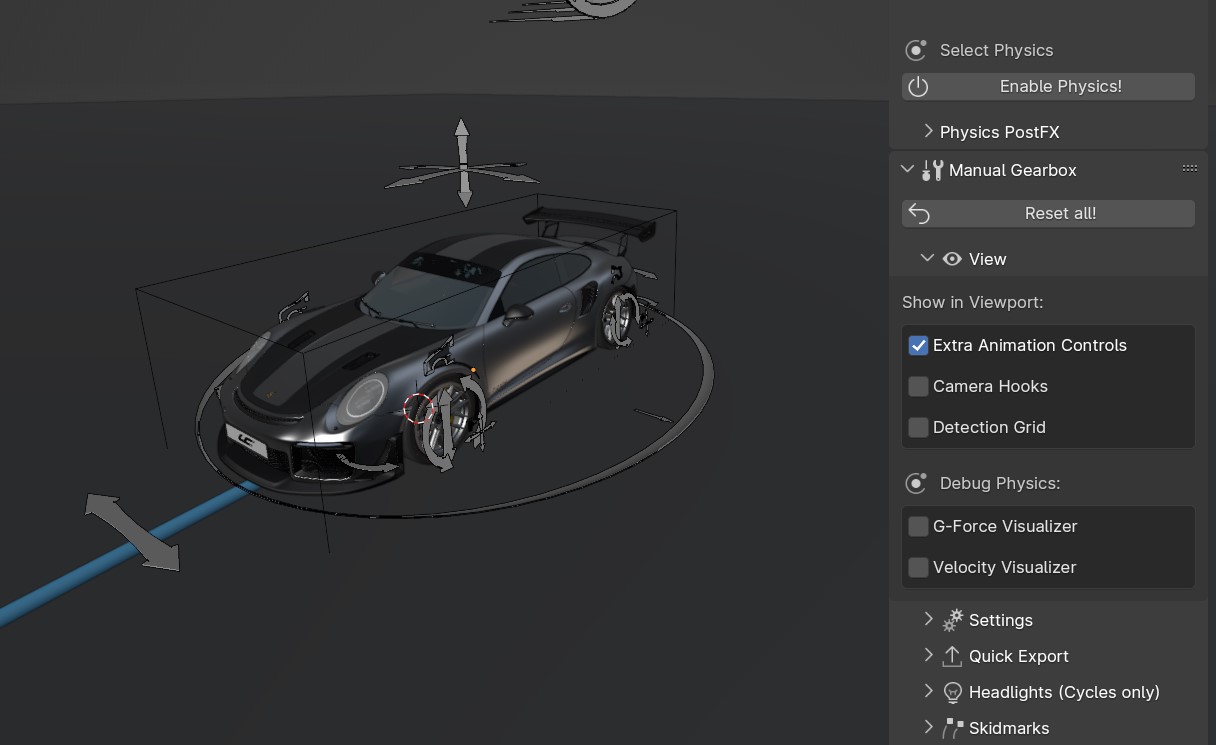 Select Physics
Enable Physics!
Physics PostFX
Manual Gearbox
Reset all!
View
Show in Viewport:
Extra Animation Controls
Camera Hooks
Detection Grid
Debug Physics:
G-Force Visualizer
Velocity Visualizer
Settings
Quick Export
Headlights (Cycles only)
Skidmarks